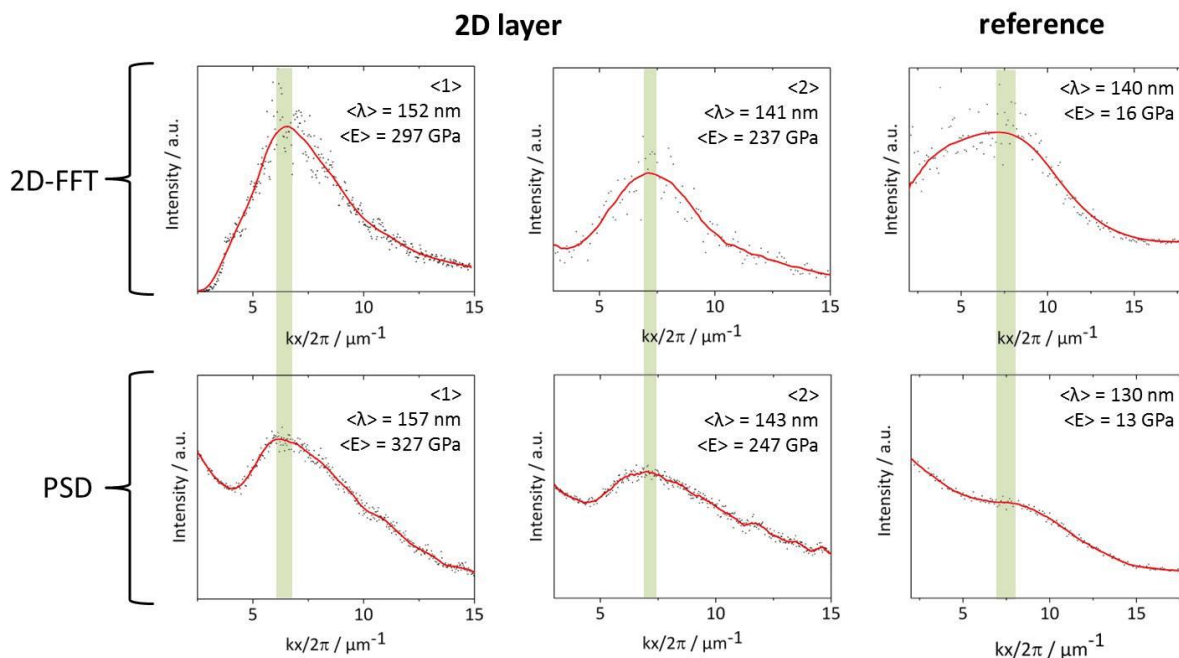 2D layer
reference
2D-FFT
Intensity / a.u.
<1>
<λ> = 152 nm
<E> = 297 GPa
5 10 15
kx/2π / µm⁻¹
Intensity / a.u.
<2>
<λ> = 141 nm
<E> = 237 GPa
5 10 15
kx/2π / µm⁻¹
Intensity / a.u.
<λ> = 140 nm
<E> = 16 GPa
5 10 15
kx/2π / µm⁻¹
PSD
Intensity / a.u.
<1>
<λ> = 157 nm
<E> = 327 GPa
5 10 15
kx/2π / µm⁻¹
Intensity / a.u.
<2>
<λ> = 143 nm
<E> = 247 GPa
5 10 15
kx/2π / µm⁻¹
Intensity / a.u.
<λ> = 130 nm
<E> = 13 GPa
5 10 15
kx/2π / µm⁻¹